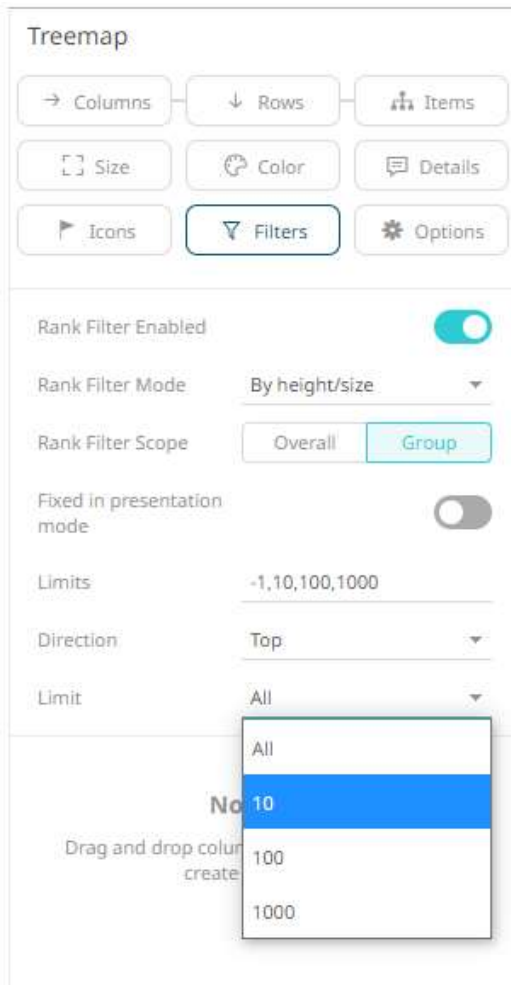 Treemap
Columns Rows Items
Size Color Details
Icons Filters Options
Rank Filter Enabled
Rank Filter Mode By height/size
Rank Filter Scope Overall Group
Fixed in presentation
mode
Limits -1,10,100,1000
Direction Top
Limit All
All
No 10
Drag and drop 100
create
1000